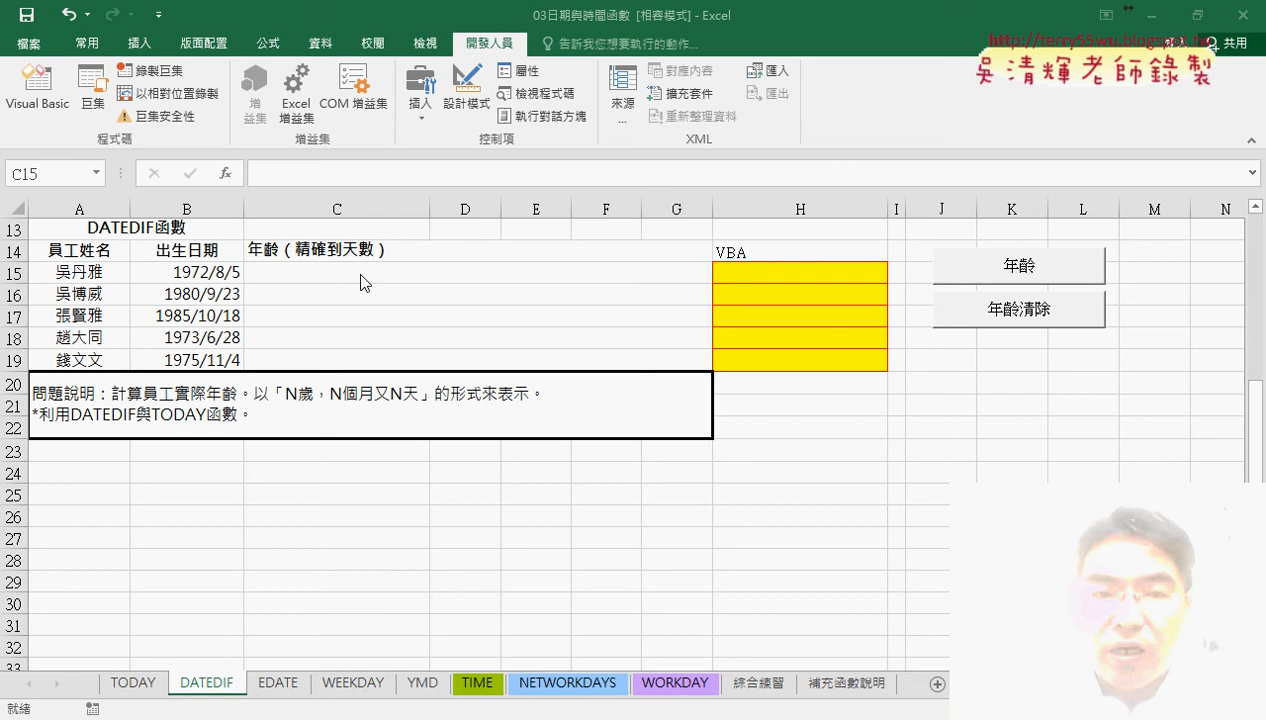 03日期與時間函數 [相容模式] - Excel
http://terry55wu.blogspot.tw
吳清輝老師錄製
檔案 常用 插入 版面配置 公式 資料 校閱 檢視 開發人員 告訴我您想要執行的動作... 共用
Visual Basic 巨集 錄製巨集 以相對位置錄製 巨集安全性 程式碼
增益集 Excel 增益集 COM 增益集 增益集
插入 設計模式 屬性 檢視程式碼 執行對話方塊 控制項
來源... 對應內容 擴充套件 重新整理資料 匯入 匯出 XML
C15 fx
A B C D E F G H I J K L M N
13 DATEDIF函數
14 員工姓名 出生日期 年齡（精確到天數） VBA 年齡
15 吳丹雅 1972/8/5
16 吳博威 1980/9/23 年齡清除
17 張賢雅 1985/10/18
18 趙大同 1973/6/28
19 錢文文 1975/11/4
20 問題說明：計算員工實際年齡。以「N歲，N個月又N天」的形式來表示。
21 *利用DATEDIF與TODAY函數。
22
23
24
25
26
27
28
29
30
31
32
33
TODAY DATEDIF EDATE WEEKDAY YMD TIME NETWORKDAYS WORKDAY 綜合練習 補充函數說明
就緒